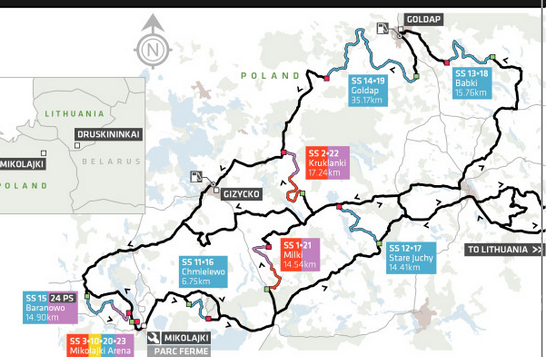 GOLDAP
N
POLAND
SS 14•19
Goldap
35.17km
SS 13•18
Babki
15.76km
LITHUANIA
DRUSKININKAI
MIKOLAJKI
BELARUS
POLAND
SS 2•22
Kruklanki
17.24km
GIZYCKO
SS 1•21
Milki
14.54km
SS 12•17
Stare Juchy
14.41km
TO LITHUANIA >>
SS 11•16
Chmielewo
6.75km
SS 15 24 PS
Baranowo
14.90km
SS 3•10•20•23
Mikolajki Arena
MIKOLAJKI
PARC FERME